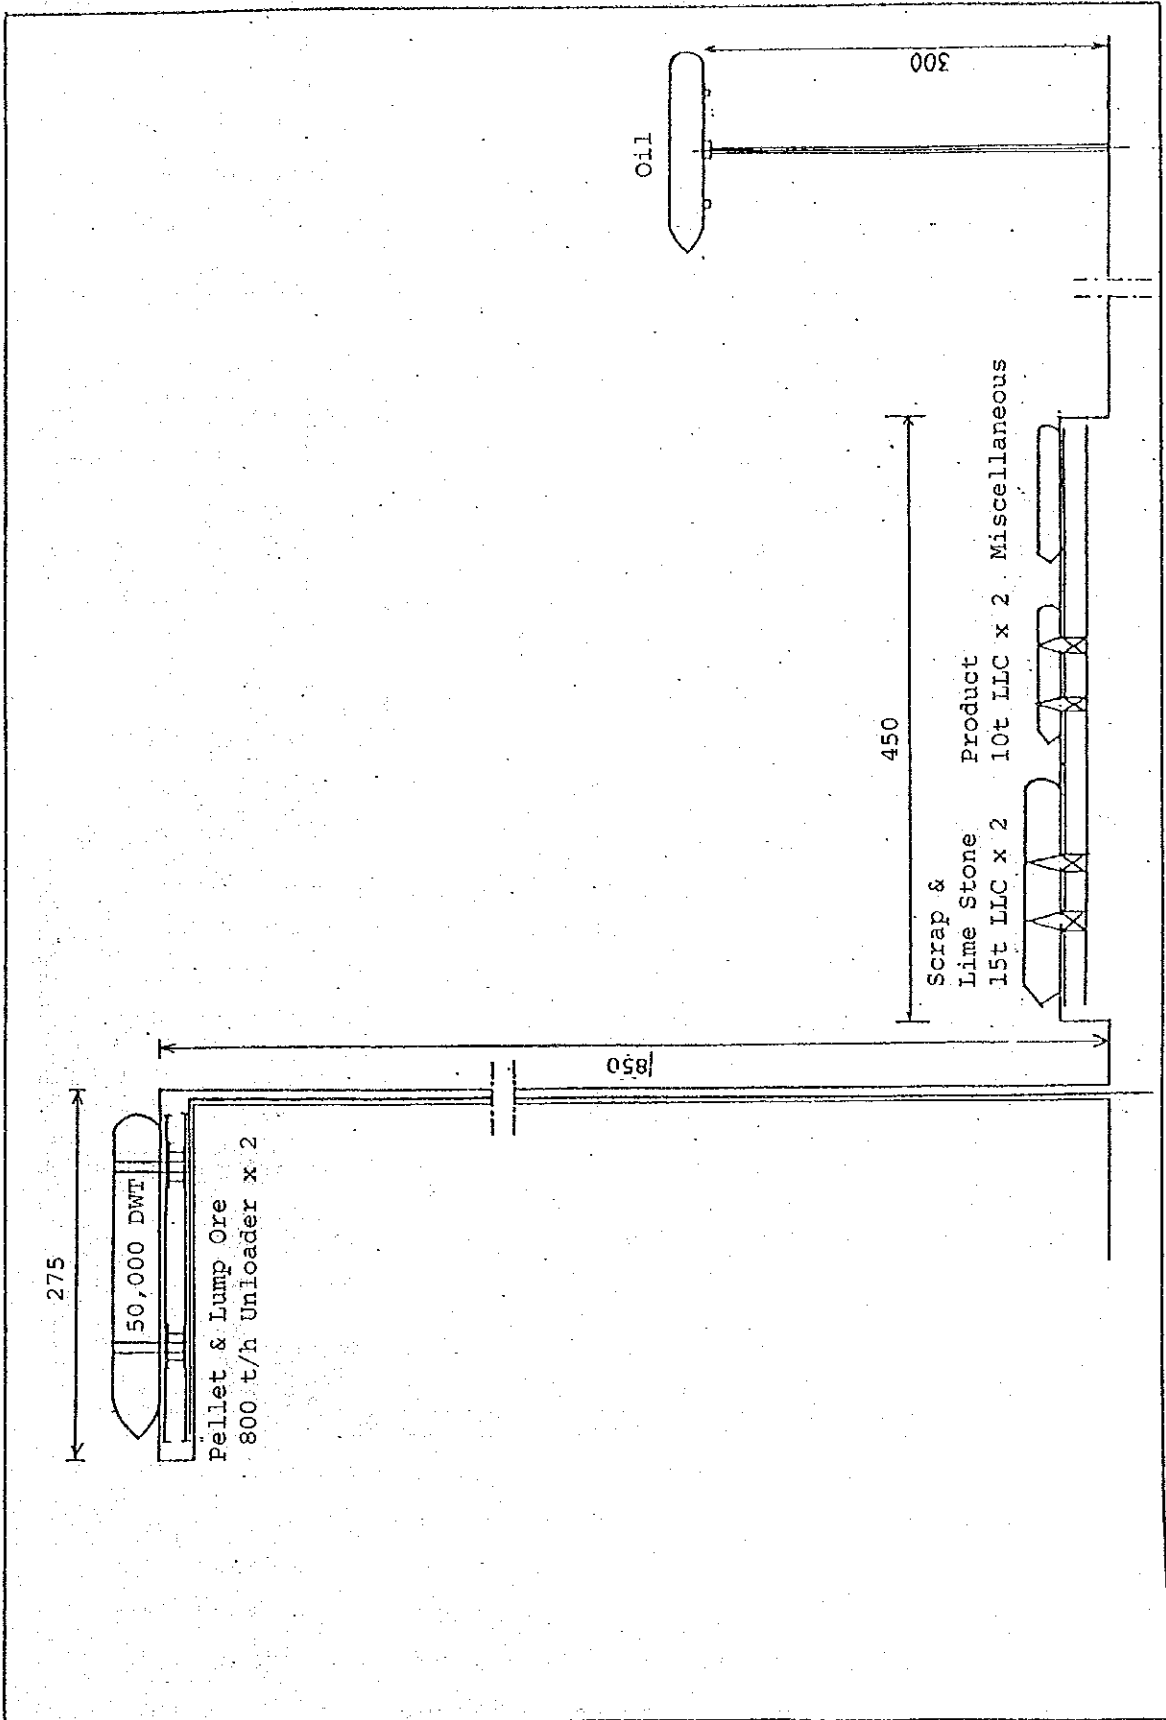 275
50,000 DWT
Pellet & Lump Ore
800 t/h Unloader x 2
1850
Oil
300
450
Scrap &
Lime Stone
15t LLC x 2
Product
10t LLC x 2
Miscellaneous